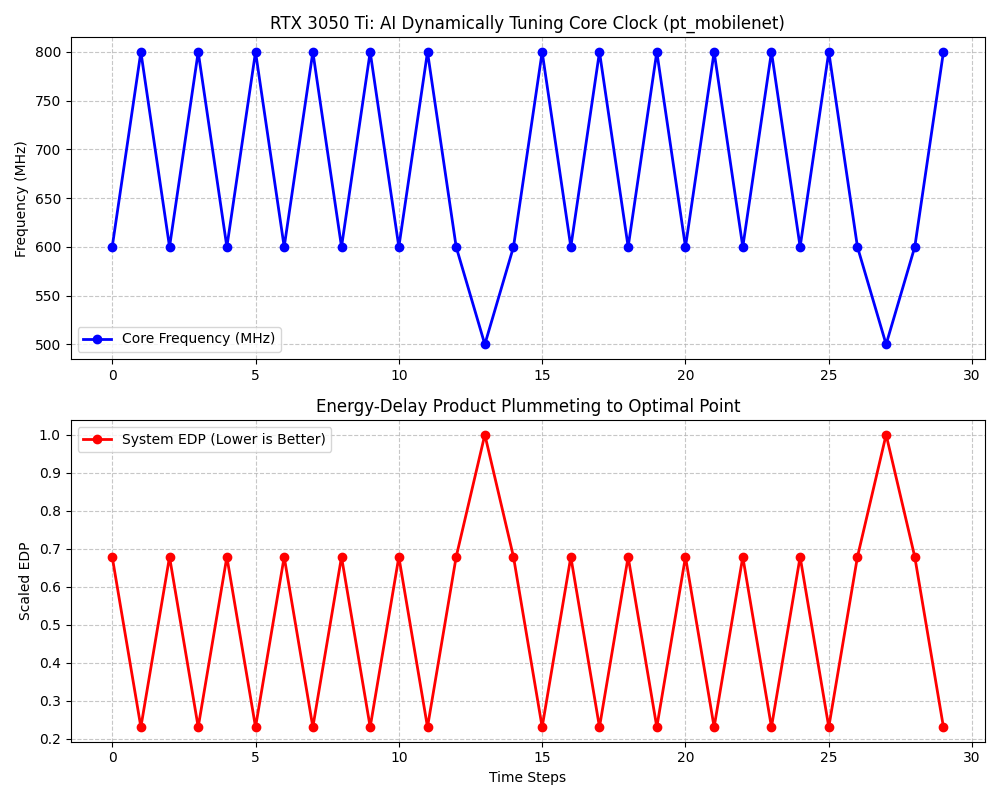 RTX 3050 Ti: AI Dynamically Tuning Core Clock (pt_mobilenet)
Frequency (MHz)
800
750
700
650
600
550
500
Core Frequency (MHz)
0 5 10 15 20 25 30
Energy-Delay Product Plummeting to Optimal Point
Scaled EDP
1.0
0.9
0.8
0.7
0.6
0.5
0.4
0.3
0.2
System EDP (Lower is Better)
0 5 10 15 20 25 30
Time Steps